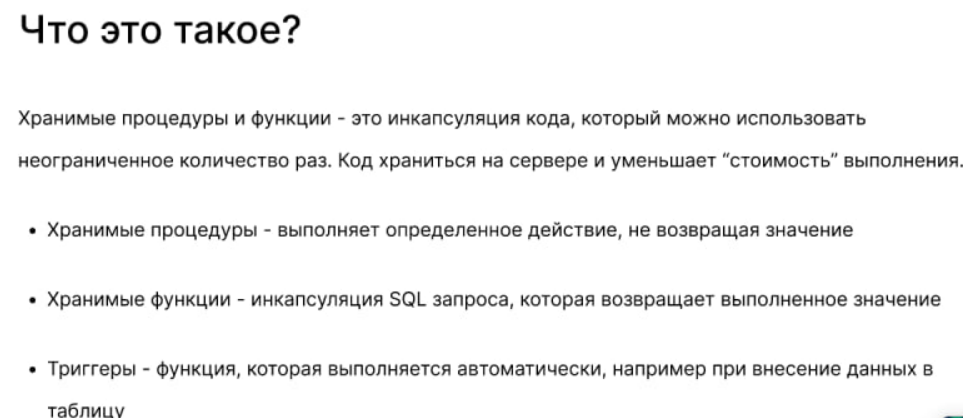 Что это такое?
Хранимые процедуры и функции - это инкапсуляция кода, который можно использовать
неограниченное количество раз. Код храниться на сервере и уменьшает “стоимость” выполнения.
• Хранимые процедуры - выполняет определенное действие, не возвращая значение
• Хранимые функции - инкапсуляция SQL запроса, которая возвращает выполненное значение
• Триггеры - функция, которая выполняется автоматически, например при внесение данных в
таблицу